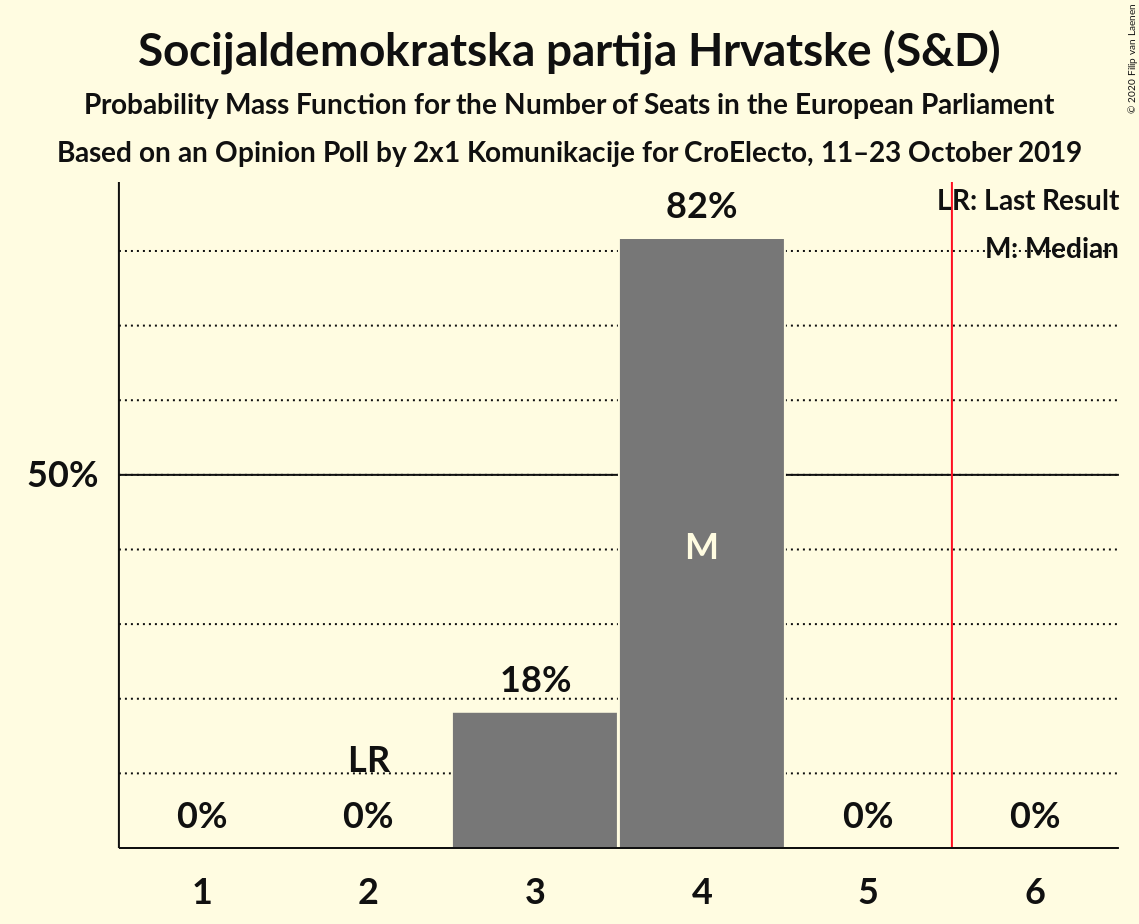 Socijaldemokratska partija Hrvatske (S&D)
Probability Mass Function for the Number of Seats in the European Parliament
Based on an Opinion Poll by 2x1 Komunikacije for CroElecto, 11–23 October 2019
© 2020 Filip van Laenen
LR: Last Result
M: Median
82%
50%
M
18%
LR
0% 0% 0% 0%
1 2 3 4 5 6